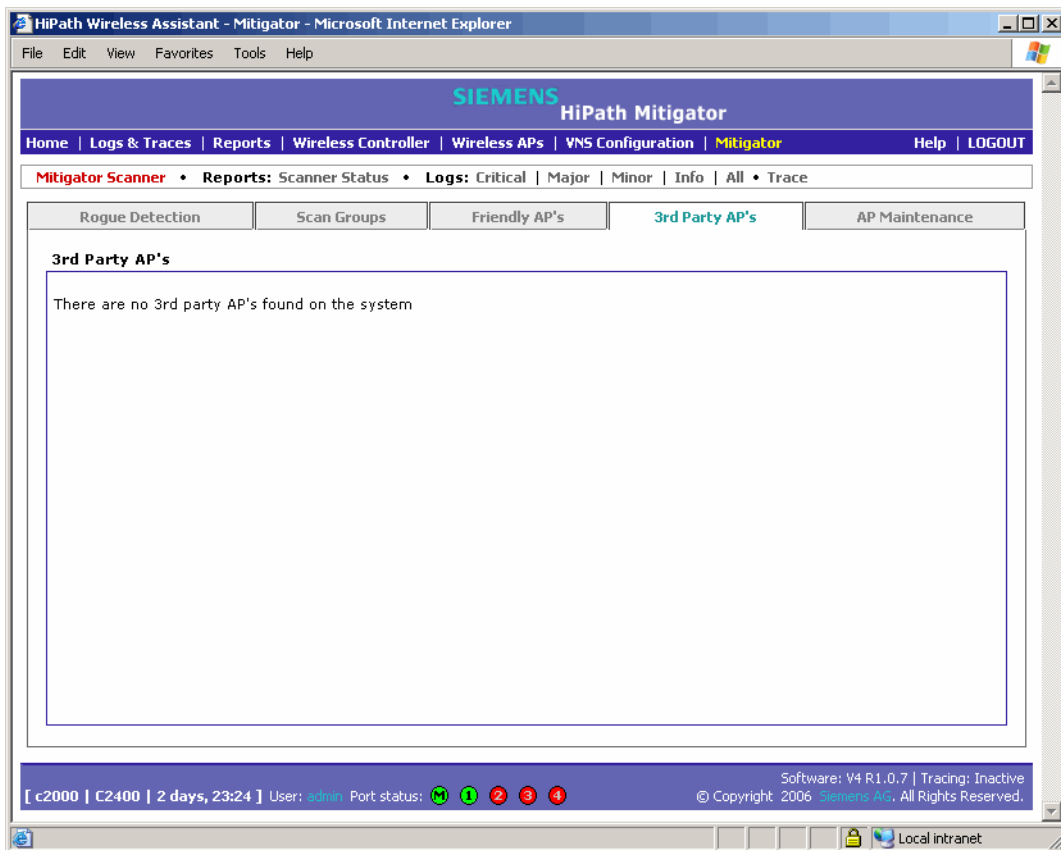 HiPath Wireless Assistant - Mitigator - Microsoft Internet Explorer
File Edit View Favorites Tools Help
SIEMENS
HiPath Mitigator
Home | Logs & Traces | Reports | Wireless Controller | Wireless APs | VNS Configuration | Mitigator Help | LOGOUT
Mitigator Scanner • Reports: Scanner Status • Logs: Critical | Major | Minor | Info | All • Trace
Rogue Detection Scan Groups Friendly AP's 3rd Party AP's AP Maintenance
3rd Party AP's
There are no 3rd party AP's found on the system
Software: V4 R1.0.7 | Tracing: Inactive
[ c2000 | C2400 | 2 days, 23:24 ] User: admin Port status: M 1 2 3 4 © Copyright 2006 Siemens AG. All Rights Reserved.
Local intranet